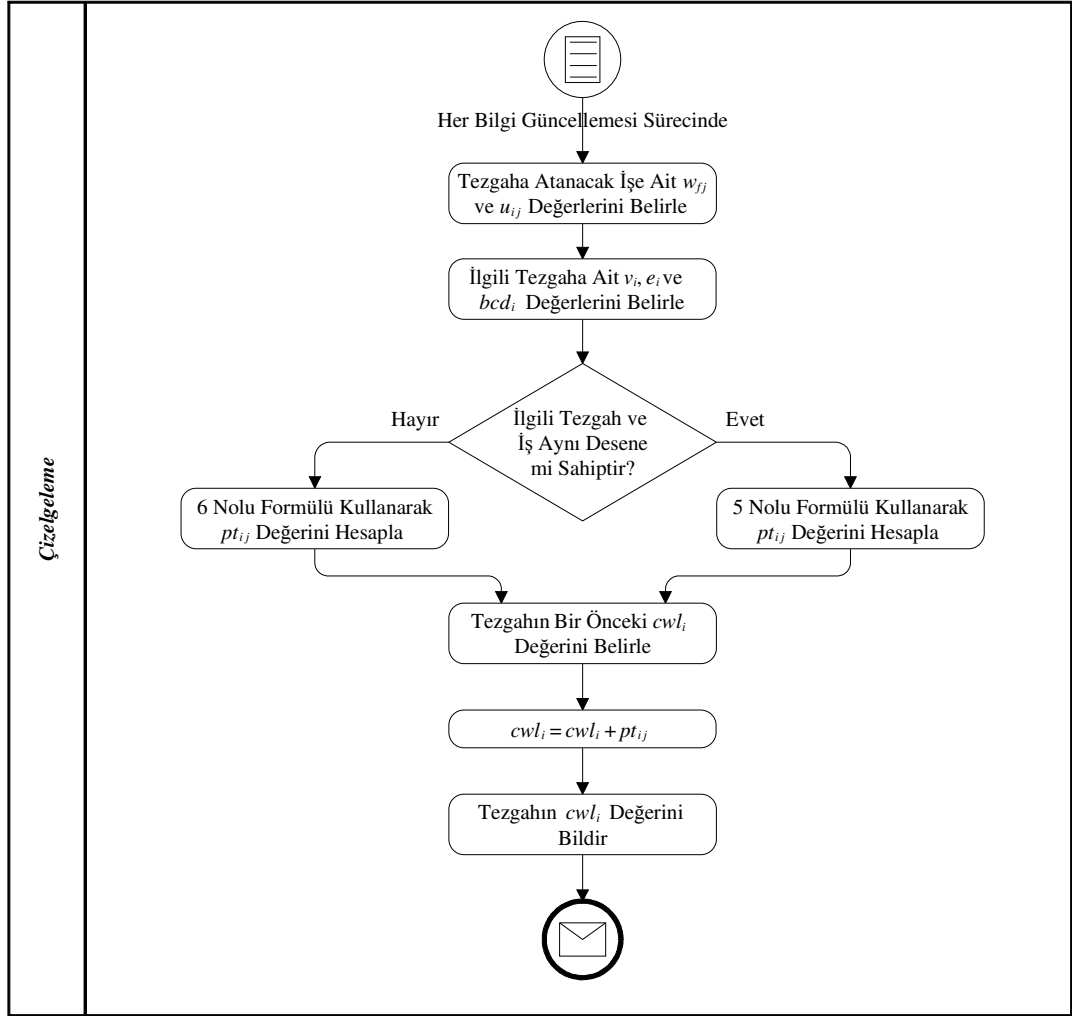 Çizelgeleme
Her Bilgi Güncellemesi Sürecinde
Tezgaha Atanacak İşe Ait w_fj
ve u_ij Değerlerini Belirle
İlgili Tezgaha Ait v_i, e_i ve
bcd_i Değerlerini Belirle
Hayır
İlgili Tezgah ve
İş Aynı Desene
mi Sahiptir?
Evet
6 Nolu Formülü Kullanarak
pt_ij Değerini Hesapla
5 Nolu Formülü Kullanarak
pt_ij Değerini Hesapla
Tezgahın Bir Önceki cwl_i
Değerini Belirle
cwl_i = cwl_i + pt_ij
Tezgahın cwl_i Değerini
Bildir